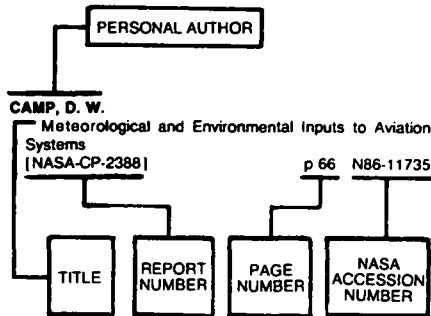 PERSONAL AUTHOR
CAMP, D. W.
Meteorological and Environmental Inputs to Aviation
Systems
[NASA-CP-2388] p 66 N86-11735
TITLE
REPORT
NUMBER
PAGE
NUMBER
NASA
ACCESSION
NUMBER